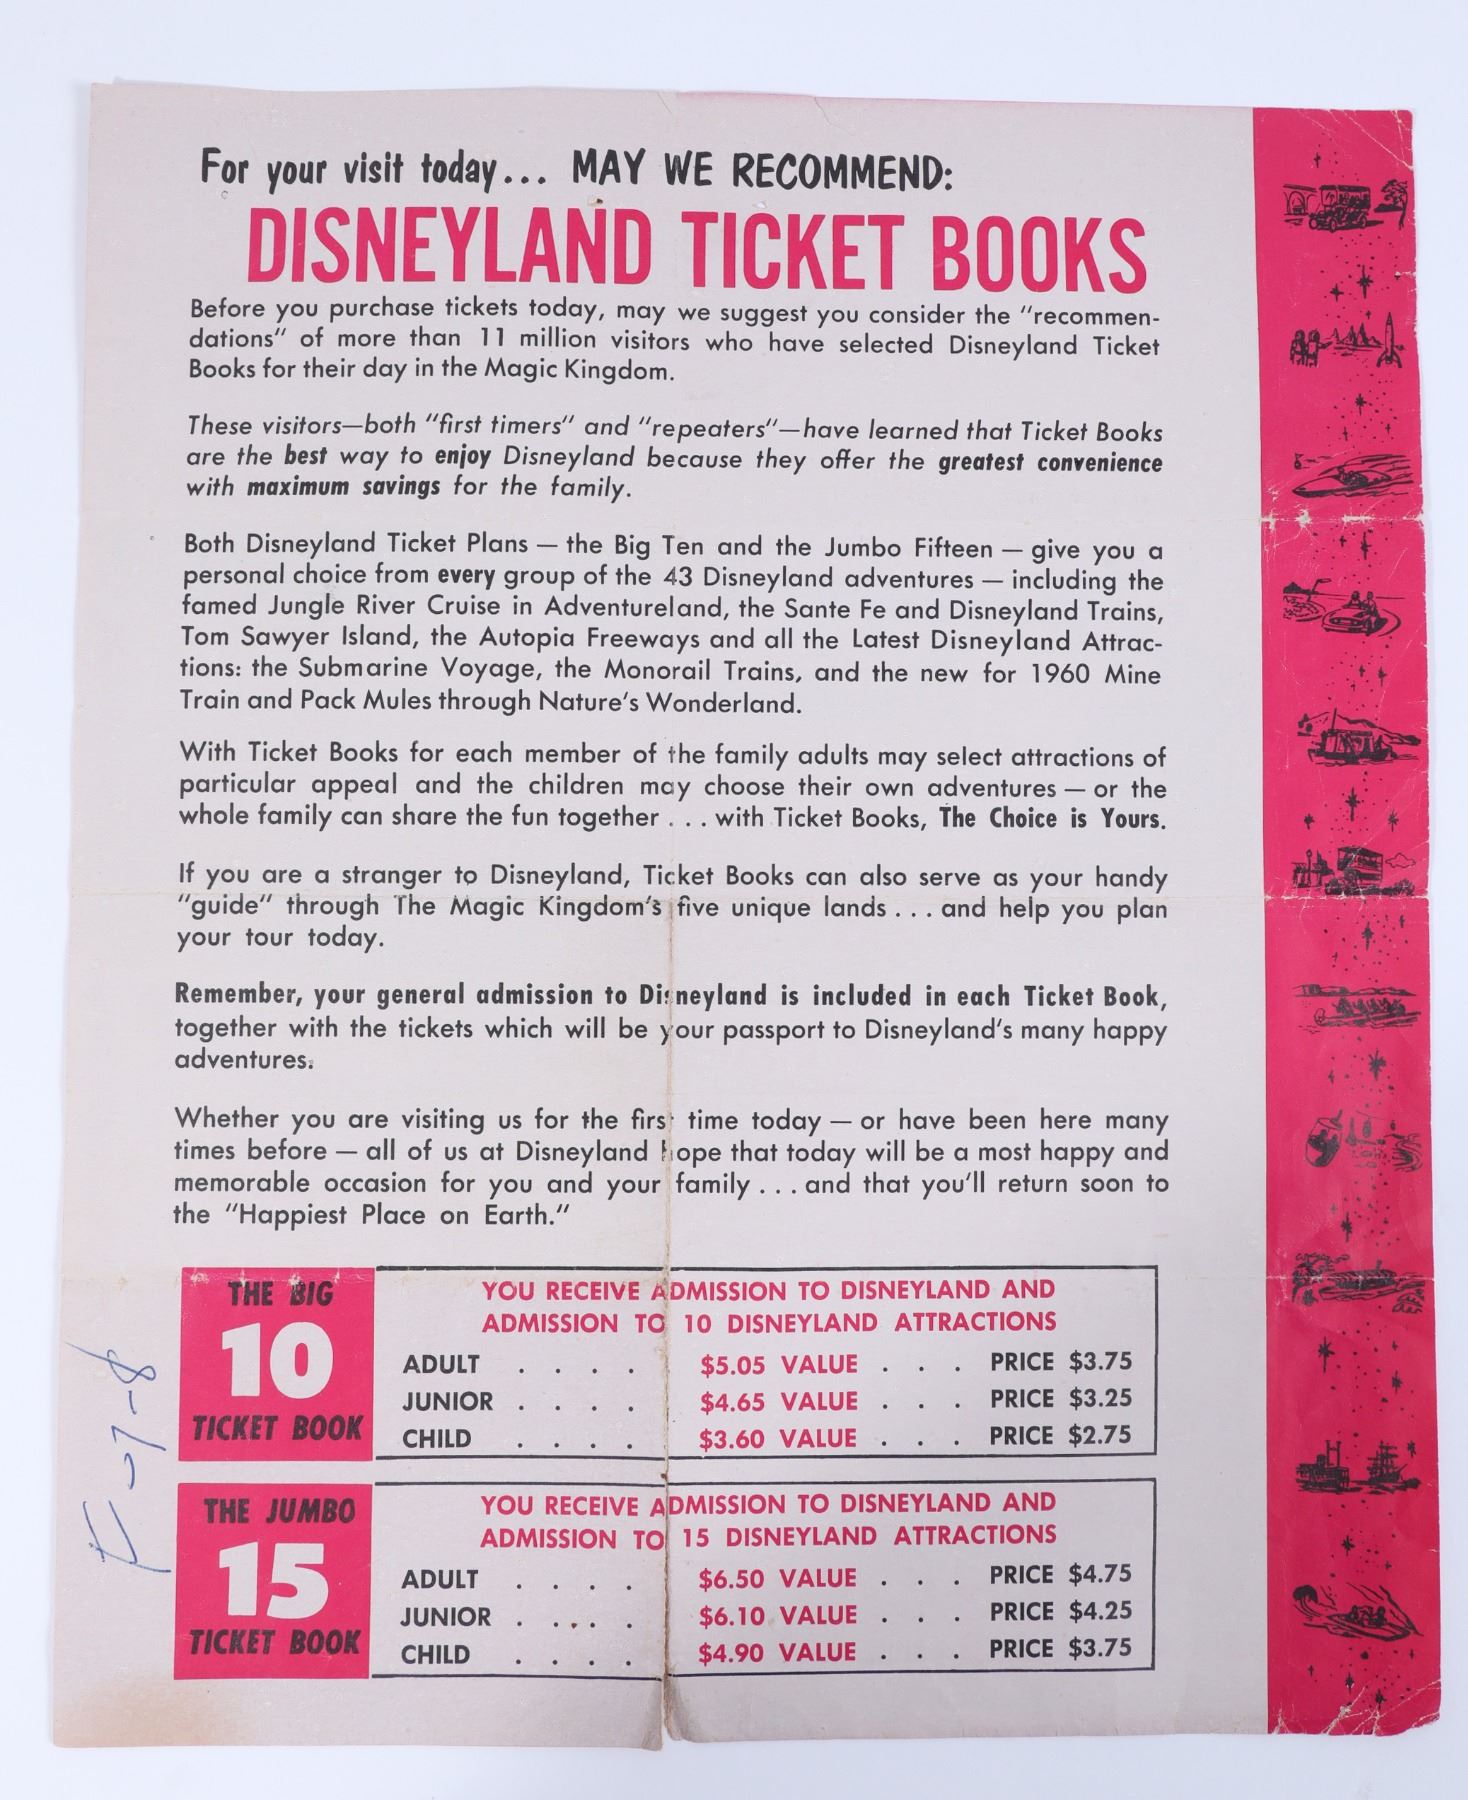 For your visit today... MAY WE RECOMMEND:
DISNEYLAND TICKET BOOKS
Before you purchase tickets today, may we suggest you consider the "recommen-
dations" of more than 11 million visitors who have selected Disneyland Ticket
Books for their day in the Magic Kingdom.
These visitors—both "first timers" and "repeaters"—have learned that Ticket Books
are the best way to enjoy Disneyland because they offer the greatest convenience
with maximum savings for the family.
Both Disneyland Ticket Plans — the Big Ten and the Jumbo Fifteen — give you a
personal choice from every group of the 43 Disneyland adventures — including the
famed Jungle River Cruise in Adventureland, the Sante Fe and Disneyland Trains,
Tom Sawyer Island, the Autopia Freeways and all the Latest Disneyland Attrac-
tions: the Submarine Voyage, the Monorail Trains, and the new for 1960 Mine
Train and Pack Mules through Nature's Wonderland.
With Ticket Books for each member of the family adults may select attractions of
particular appeal and the children may choose their own adventures — or the
whole family can share the fun together . . . with Ticket Books, The Choice is Yours.
If you are a stranger to Disneyland, Ticket Books can also serve as your handy
"guide" through The Magic Kingdom's five unique lands . . . and help you plan
your tour today.
Remember, your general admission to Disneyland is included in each Ticket Book,
together with the tickets which will be your passport to Disneyland's many happy
adventures.
Whether you are visiting us for the first time today — or have been here many
times before — all of us at Disneyland hope that today will be a most happy and
memorable occasion for you and your family . . . and that you'll return soon to
the "Happiest Place on Earth."
THE BIG
10
TICKET BOOK
YOU RECEIVE ADMISSION TO DISNEYLAND AND
ADMISSION TO 10 DISNEYLAND ATTRACTIONS
ADULT . . . . $5.05 VALUE . . . PRICE $3.75
JUNIOR . . . . $4.65 VALUE . . . PRICE $3.25
CHILD . . . . $3.60 VALUE . . . PRICE $2.75
THE JUMBO
15
TICKET BOOK
YOU RECEIVE ADMISSION TO DISNEYLAND AND
ADMISSION TO 15 DISNEYLAND ATTRACTIONS
ADULT . . . . $6.50 VALUE . . . PRICE $4.75
JUNIOR . . . . $6.10 VALUE . . . PRICE $4.25
CHILD . . . . $4.90 VALUE . . . PRICE $3.75